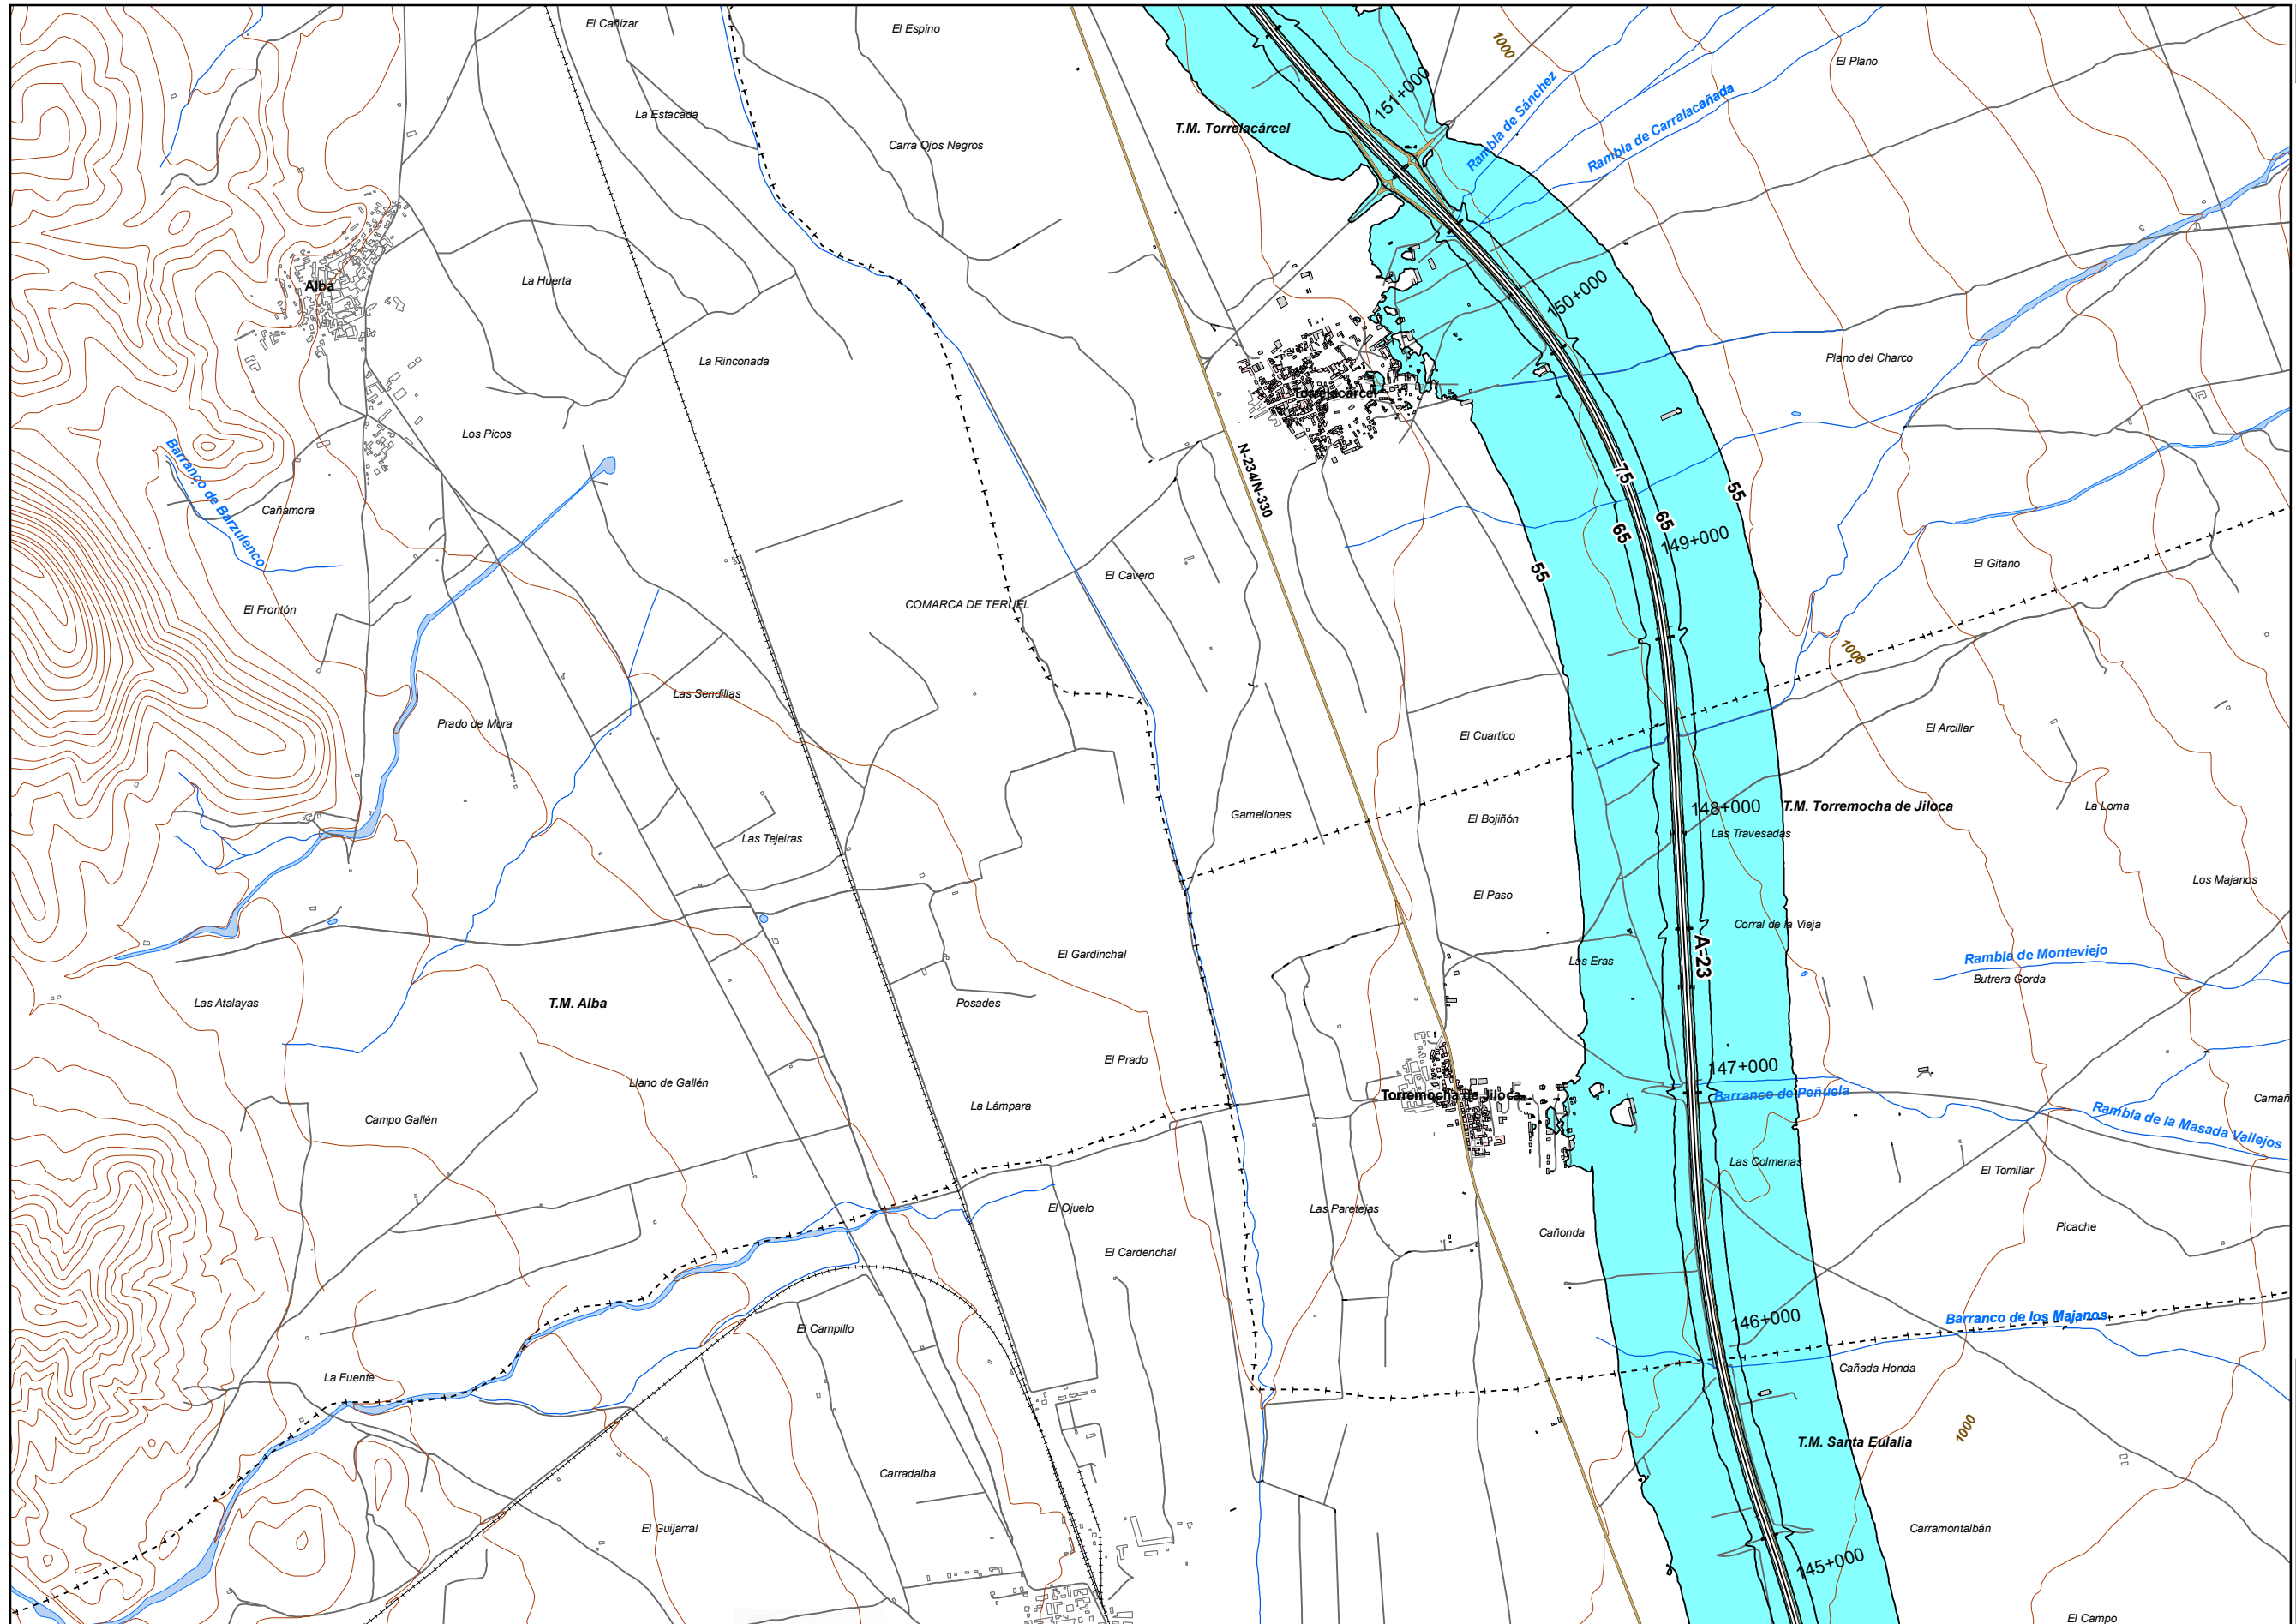 El Cañizar
El Espino
1000
El Plano
151+000
Rambla de Sánchez
Rambla de Carralacañada
La Estacada
T.M. Torrelacárcel
Carra Ojos Negros
Alba
La Huerta
150+000
La Rinconada
Plano del Charco
Torrelacárcel
Los Picos
N-234/N-330
Barranco de Barzulenco
Cañamora
75
55
65
65
149+000
55
El Cavero
El Gitano
COMARCA DE TERUEL
El Frontón
1000
Las Sendillas
Prado de Mora
El Cuartico
El Arcillar
148+000
T.M. Torremocha de Jiloca
La Loma
Gamellones
El Bojiñón
Las Travesadas
Las Tejeiras
Los Majanos
El Paso
Corral de la Vieja
A-23
El Gardinchal
Las Eras
Rambla de Monteviejo
Butrera Gorda
Las Atalayas
T.M. Alba
Posades
El Prado
147+000
Llano de Gallén
Torremocha de Jiloca
Barranco de Peñuela
Camañ
La Lámpara
Rambla de la Masada Vallejos
Campo Gallén
Las Colmenas
El Tomillar
El Ojuelo
Las Paretejas
Picache
Cañonda
El Cardenchal
146+000
Barranco de los Majanos
El Campillo
Cañada Honda
La Fuente
1000
T.M. Santa Eulalia
Carradalba
El Guijarral
Carramontalbán
145+000
El Campo